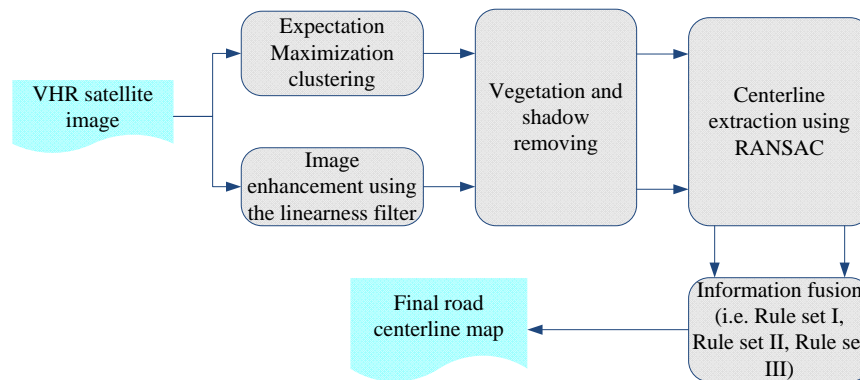 VHR satellite
image
Expectation
Maximization
clustering
Image
enhancement using
the linearness filter
Vegetation and
shadow
removing
Centerline
extraction using
RANSAC
Information fusion
(i.e. Rule set I,
Rule set II, Rule se
III)
Final road
centerline map